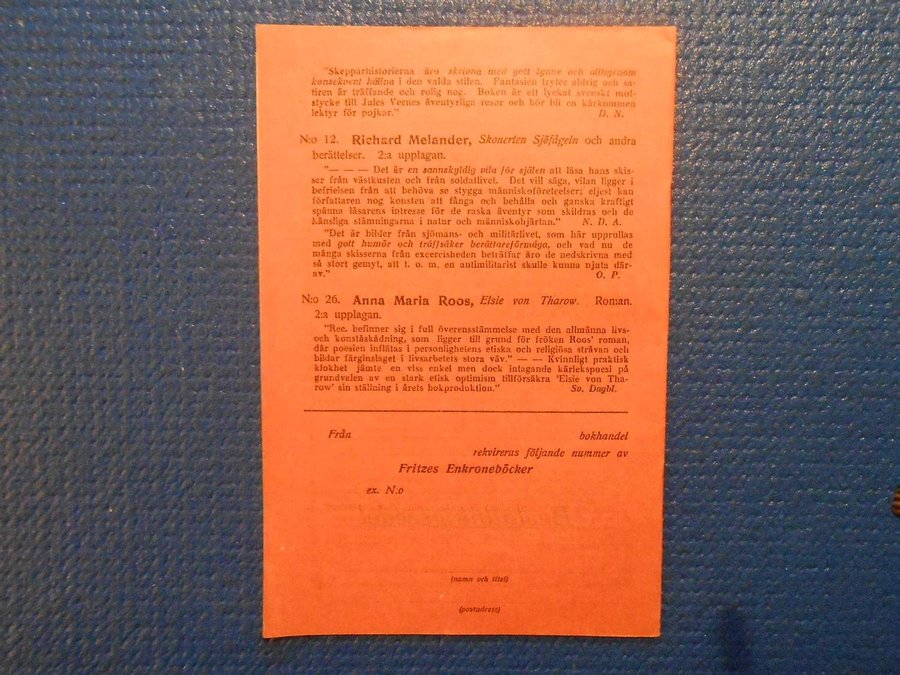 "Skepparhistorierna äro skrivna med gott lynne och alltigenom
konsekvent hållna i den valda stilen. Fantasien tryter aldrig och sa-
tiren är träffande och rolig nog. Boken är ett lyckat svenskt mot-
stycke till Jules Vernes äventyrliga resor och bör bli en kärkommen
lektyr för pojkar." D. N.
N:o 12. Richard Melander, Skonerten Sjöfågeln och andra
berättelser. 2:a upplagan.
"— — — Det är en sannskyldig vila för själen att läsa hans skis-
ser från västkusten och från soldatlivet. Det vill säga, vilan ligger i
befrielsen från att behöva se stygga människoföreteelser; eljest kan
författaren nog konsten att fånga och behålla och ganska kraftigt
spänna läsarens intresse för de raska äventyr som skildras och de
känsliga stämningarna i natur och människohjärtan." N. D. A.
"Det är bilder från sjömans- och militärlivet, som här upprullas
med gott humör och träffsäker berättareförmåga, och vad nu de
många skisserna från excercisheden beträffar äro de nedskrivna med
så stort gemyt, att t. o. m. en antimilitarist skulle kunna njuta där-
av." O. P.
N:o 26. Anna Maria Roos, Elsie von Tharow. Roman.
2:a upplagan.
"Rec. befinner sig i full överensstämmelse med den allmänna livs-
och konståskådning, som ligger till grund för fröken Roos' roman,
där poesien inflätas i personlighetens etiska och religiösa strävan och
bildar färginslaget i livsarbetets stora väv." — — Kvinnligt praktisk
klokhet jämte en viss enkel men dock intagande kärlekspoesi på
grundvalen av en stark etisk optimism tillförsäkra 'Elsie von Tha-
row' sin ställning i årets bokproduktion." Sv. Dagbl.
Från bokhandel
rekvireras följande nummer av
Fritzes Enkroneböcker
ex. N:o
(namn och titel)
(postadress)